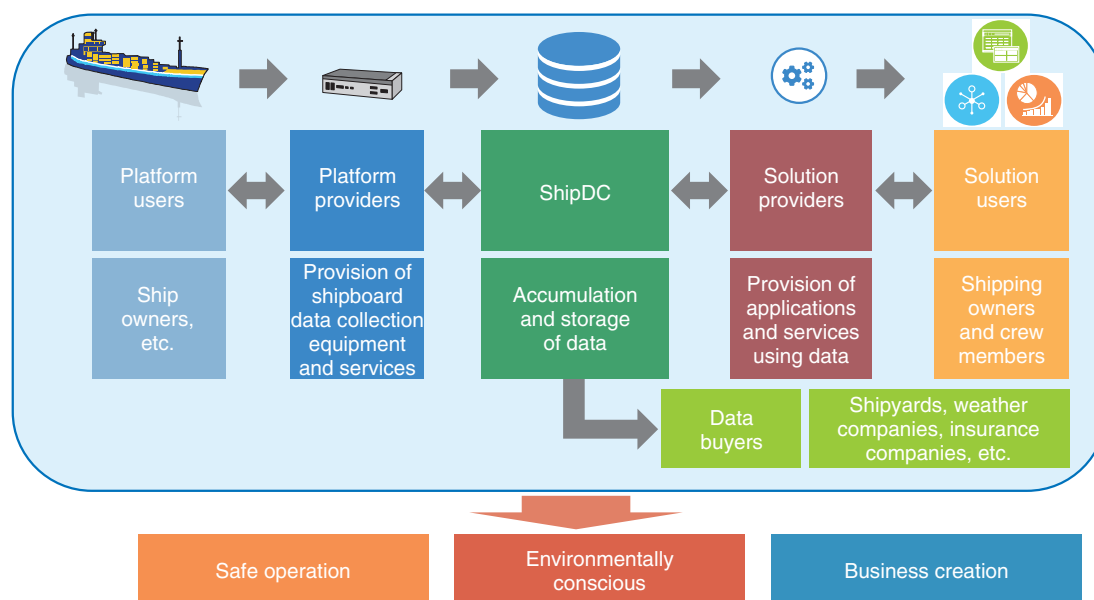 Platform
users
Platform
providers
ShipDC
Solution
providers
Solution
users
Ship
owners,
etc.
Provision of
shipboard
data collection
equipment
and services
Accumulation
and storage
of data
Provision of
applications
and services
using data
Shipping
owners
and crew
members
Data
buyers
Shipyards, weather
companies, insurance
companies, etc.
Safe operation
Environmentally
conscious
Business creation